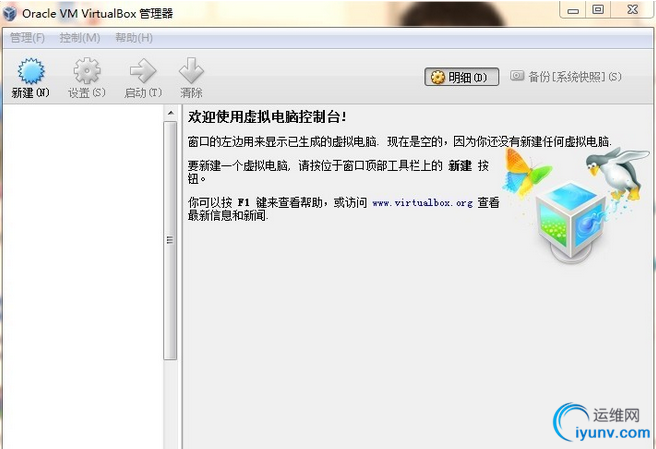 Oracle VM VirtualBox 管理器
管理(F) 控制(M) 帮助(H)
新建(N) 设置(S) 启动(T) 清除 明细(D) 备份[系统快照](S)
欢迎使用虚拟电脑控制台!
窗口的左边用来显示已生成的虚拟电脑. 现在是空的, 因为你还没有新建任何虚拟电脑.
要新建一个虚拟电脑, 请按位于窗口顶部工具栏上的 新建 按
钮。
你可以按 F1 键来查看帮助, 或访问 www.virtualbox.org 查看
最新信息和新闻.
运维网
iyunv.com